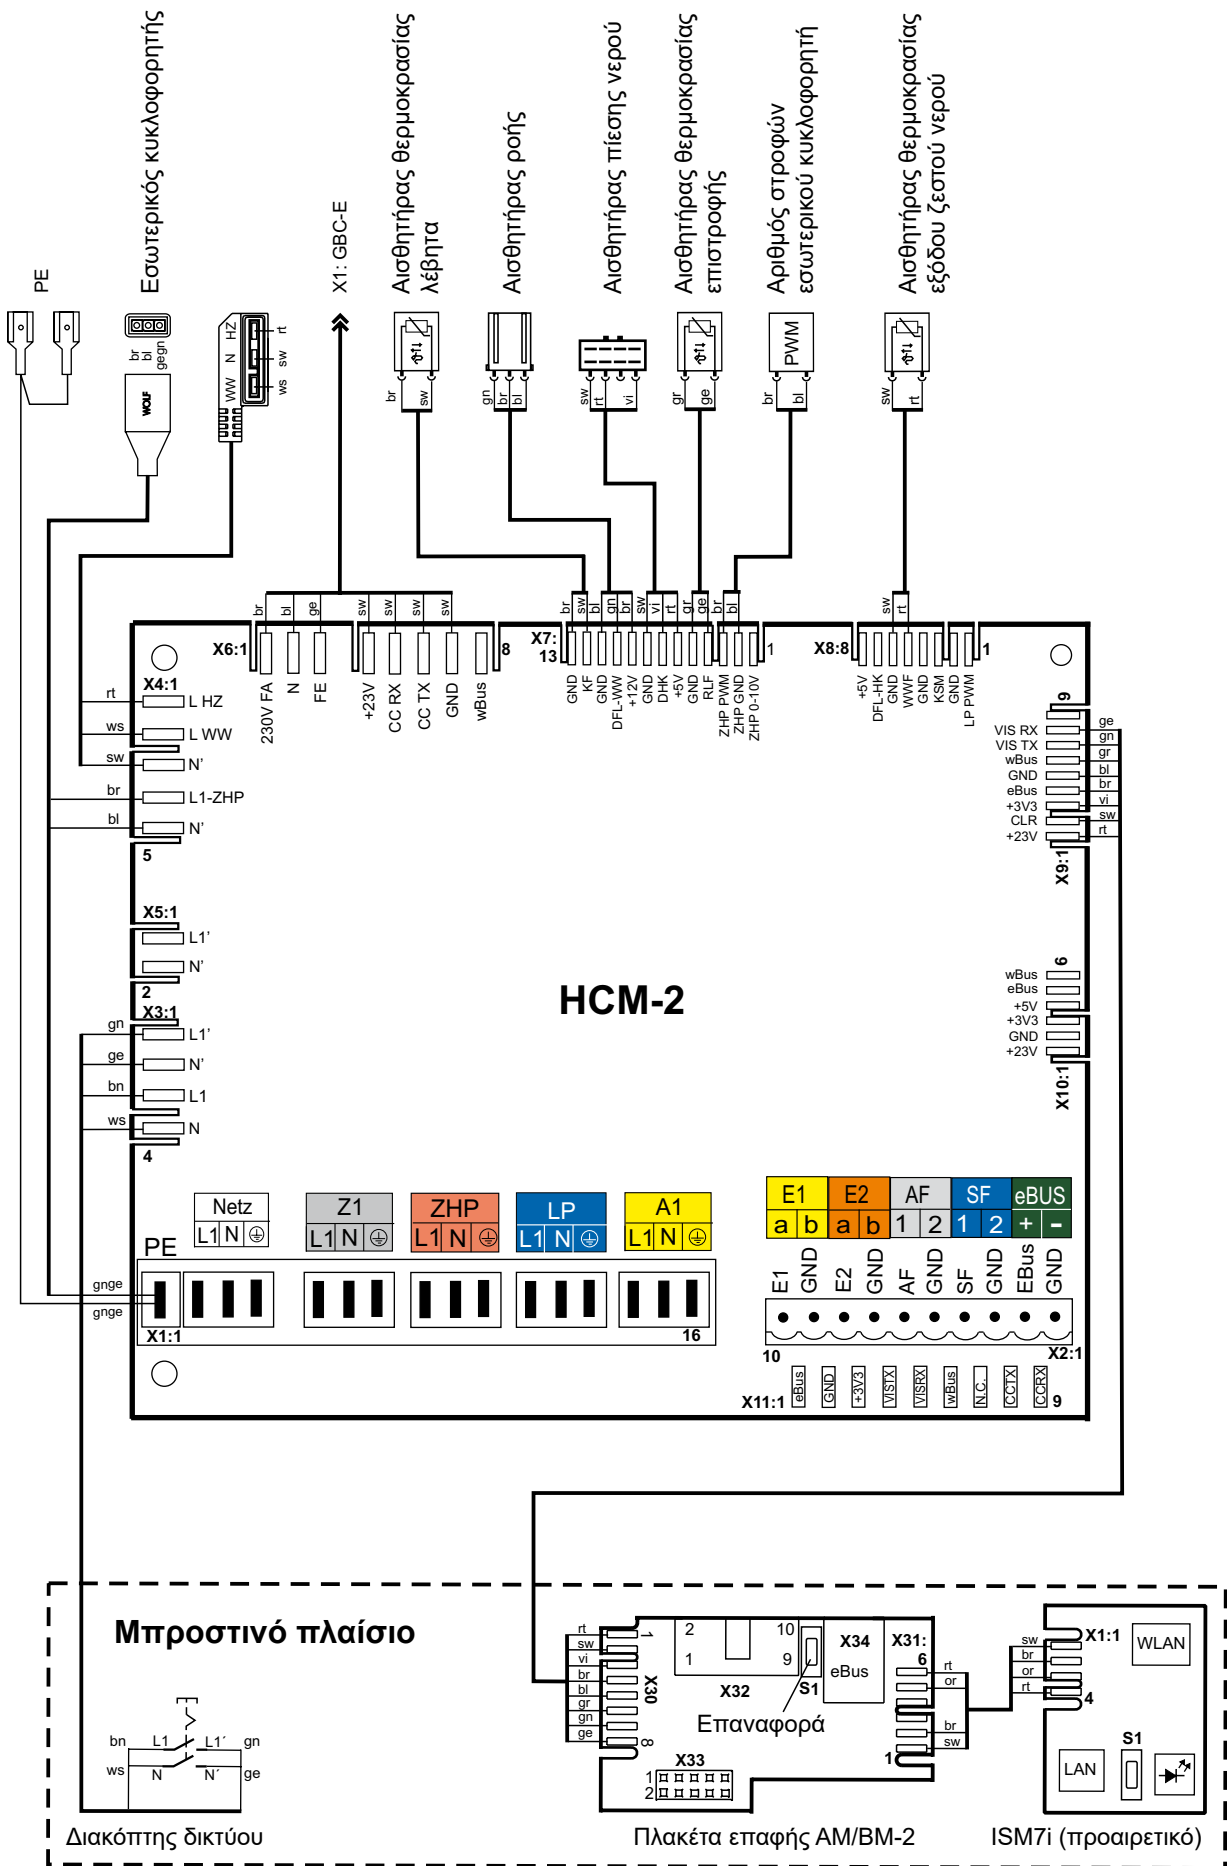 PE
Εσωτερικός κυκλοφορητής
X1: GBC-E
Αισθητήρας θερμοκρασίας
λέβητα
Αισθητήρας ροής
Αισθητήρας πίεσης νερού
Αισθητήρας θερμοκρασίας
επιστροφής
Αριθμός στροφών
εσωτερικού κυκλοφορητή
Αισθητήρας θερμοκρασίας
εξόδου ζεστού νερού
br
bl
gegn
WOLF
WW N HZ
rt
sw
ws
PWM
br
sw
gn
br
bl
sw
rt
vi
gr
ge
br
bl
sw
rt
br
bl
ge
sw
sw
sw
sw
br
sw
bl
gn
br
sw
vi
rt
gr
ge
br
bl
sw
rt
X6:1
8
X7:
13
1
X8:8
1
230V FA
N
FE
+23V
CC RX
CC TX
GND
wBus
GND
KF
GND
DFL-WW
+12V
GND
DHK
+5V
GND
RLF
ZHP PWM
ZHP GND
ZHP 0-10V
+5V
DFL-HK
GND
WWF
GND
KSM
GND
LP PWM
X4:1
rt L HZ
ws L WW
sw N'
br L1-ZHP
bl N'
5
X5:1
L1'
N'
2
X3:1
gn L1'
ge N'
bn L1
ws N
4
9
VIS RX ge
VIS TX gn
wBus gr
GND bl
eBus br
+3V3 vi
CLR sw
+23V rt
X9:1
6
wBus
eBus
+5V
+3V3
GND
+23V
X10:1
HCM-2
Netz
L1 N
Z1
L1 N
ZHP
L1 N
LP
L1 N
A1
L1 N
PE
gnge
gnge
X1:1
16
E1 E2 AF SF eBUS
a b a b 1 2 1 2 + -
E1
GND
E2
GND
AF
GND
SF
GND
EBus
GND
10
X2:1
X11:1
eBus
GND
+3V3
VISTX
VISRX
wBus
N.C.
CCTX
CCRX
9
Μπροστινό πλαίσιο
bn L1 L1´ gn
ws N N´ ge
Διακόπτης δικτύου
rt
sw
vi
br
bl
gr
gn
ge
1
X30
8
2 10
1 9
X32
S1
X34
eBus
X31:
6
rt
or
br
sw
1
Επαναφορά
X33
1
2
Πλακέτα επαφής AM/BM-2
sw
br
or
rt
X1:1
4
WLAN
S1
LAN
ISM7i (προαιρετικό)